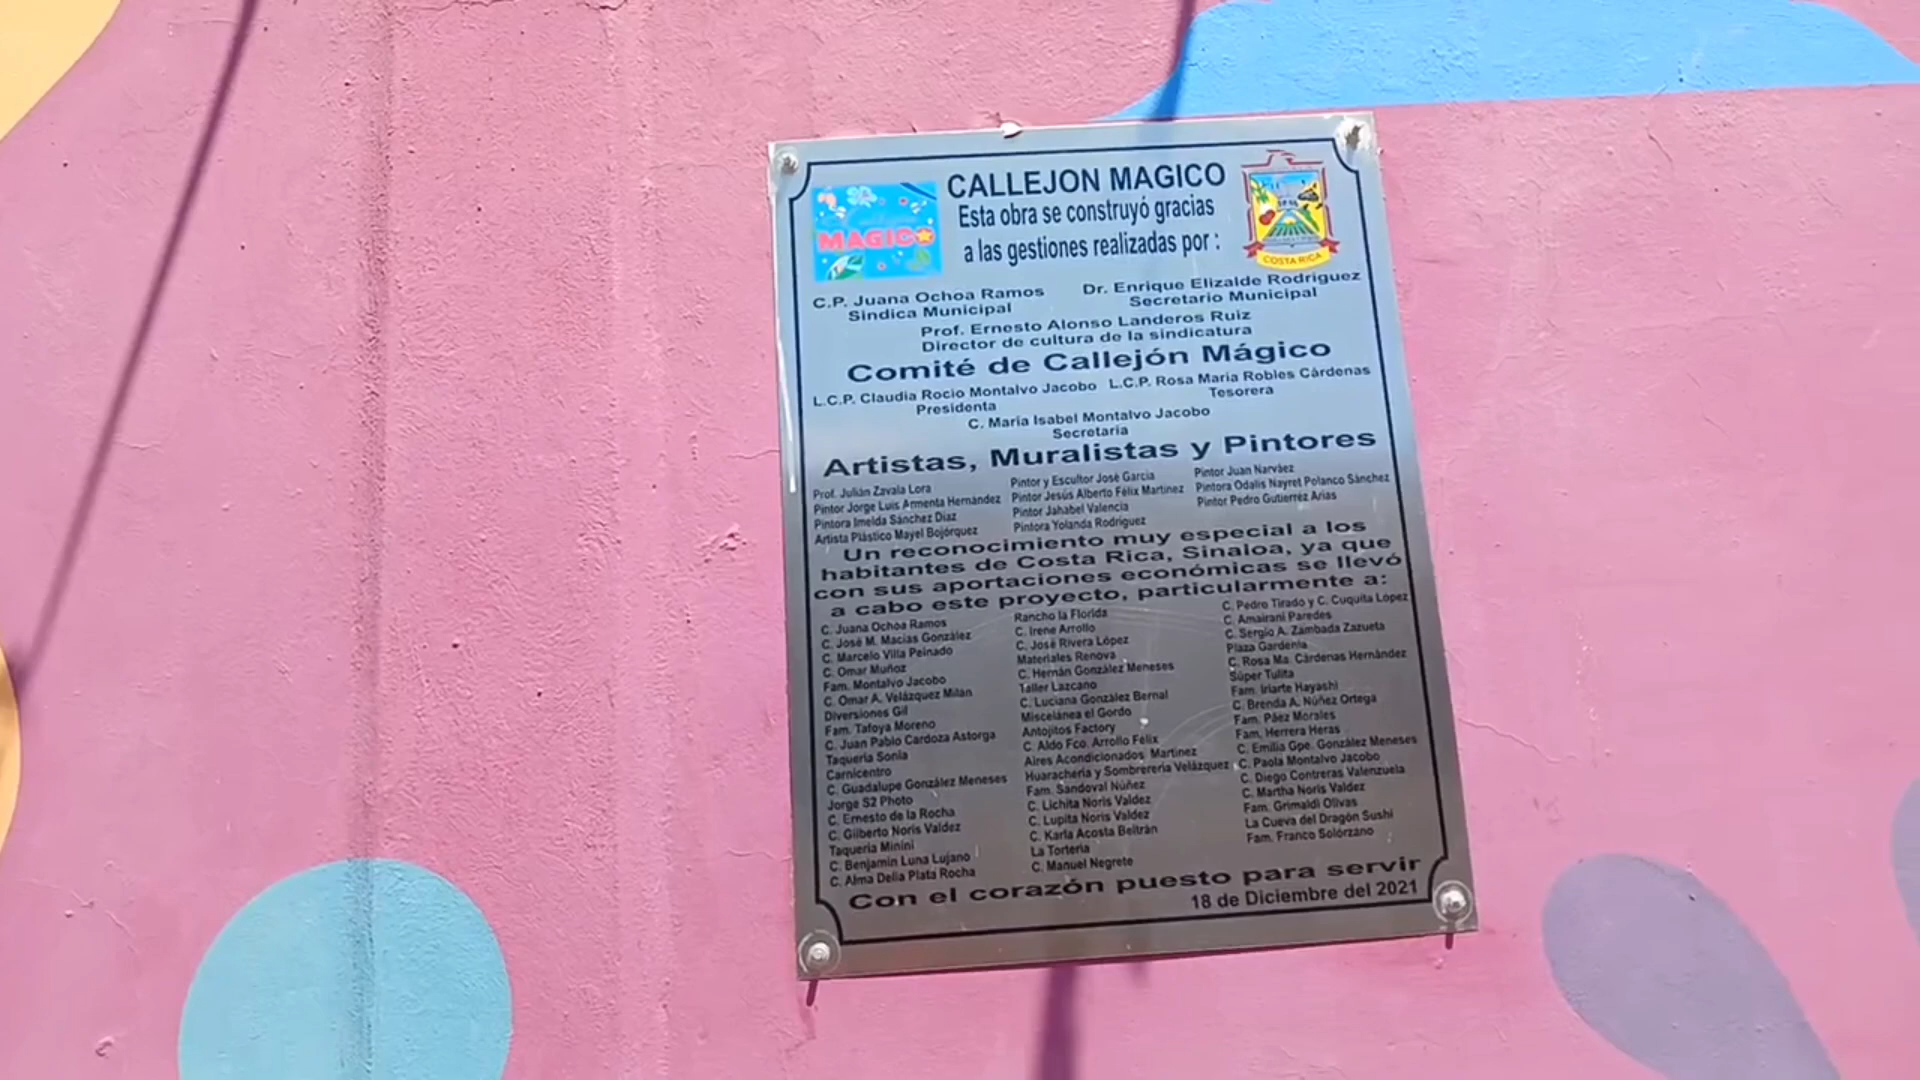 CALLEJON MAGICO
Esta obra se construyó gracias
a las gestiones realizadas por :
MAGICO
COSTA RICA
C.P. Juana Ochoa Ramos
Sindica Municipal
Dr. Enrique Elizalde Rodriguez
Secretario Municipal
Prof. Ernesto Alonso Landeros Ruiz
Director de cultura de la sindicatura
Comité de Callejón Mágico
L.C.P. Claudia Rocio Montalvo Jacobo
Presidenta
L.C.P. Rosa María Robles Cárdenas
Tesorera
C. María Isabel Montalvo Jacobo
Secretaria
Artistas, Muralistas y Pintores
Prof. Julián Zavala Lora
Pintor Jorge Luis Armenta Hernández
Pintora Imelda Sánchez Díaz
Artista Plástico Mayel Bojórquez
Pintor y Escultor José García
Pintor Jesús Alberto Félix Martínez
Pintor Jahabel Valencia
Pintora Yolanda Rodríguez
Pintor Juan Narváez
Pintora Odalis Nayret Polanco Sánchez
Pintor Pedro Gutierréz Arias
Un reconocimiento muy especial a los
habitantes de Costa Rica, Sinaloa, ya que
con sus aportaciones económicas se llevó
a cabo este proyecto, particularmente a:
C. Juana Ochoa Ramos
C. José M. Macías González
C. Marcelo Villa Peinado
C. Omar Muñoz
Fam. Montalvo Jacobo
C. Omar A. Velázquez Milan
Diversiones Gil
Fam. Tafoya Moreno
C. Juan Pablo Cardoza Astorga
Taquería Sonia
Carnicentro
C. Guadalupe González Meneses
Jorge S2 Photo
C. Ernesto de la Rocha
C. Gilberto Noris Valdez
Taquería Minini
C. Benjamín Luna Lujano
C. Alma Delia Plata Rocha
Rancho la Florida
C. Irene Arrollo
C. José Rivera López
Materiales Renova
C. Hernán González Meneses
Taller Lazcano
C. Luciana González Bernal
Miscelánea el Gordo
Antojitos Factory
C. Aldo Fco. Arrollo Félix
Aires Acondicionados Martinez
Huarachería y Sombrerería Velázquez
Fam. Sandoval Núñez
C. Lichita Noris Valdez
C. Lupita Noris Valdez
C. Karla Acosta Beltrán
La Tortería
C. Manuel Negrete
C. Pedro Tirado y C. Cuquita López
C. Amairani Paredes
C. Sergio A. Zambada Zazueta
Plaza Gardenia
C. Rosa Ma. Cárdenas Hernández
Súper Tulita
Fam. Iriarte Hayashi
C. Brenda A. Núñez Ortega
Fam. Páez Morales
Fam. Herrera Heras
C. Emilia Gpe. González Meneses
C. Paola Montalvo Jacobo
C. Diego Contreras Valenzuela
C. Martha Noris Valdez
Fam. Grimaldi Olivas
La Cueva del Dragón Sushi
Fam. Franco Solórzano
Con el corazón puesto para servir
18 de Diciembre del 2021